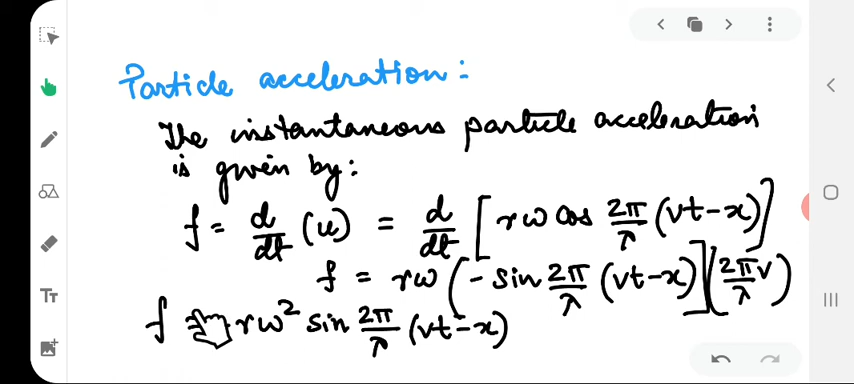 Particle acceleration:
The instantaneous particle acceleration
is given by:
f = d/dt (u) = d/dt [rω cos 2π/λ (vt-x)]
f = rω (- sin 2π/λ (vt-x)] (2π/λ v)
f rω² sin 2π/λ (vt-x)
TT